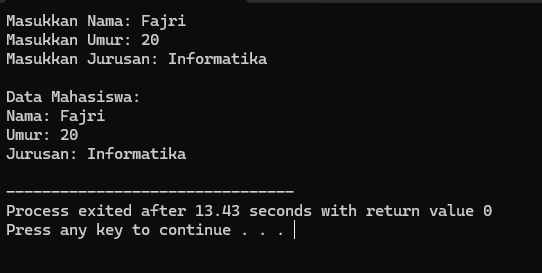 Masukkan Nama: Fajri
Masukkan Umur: 20
Masukkan Jurusan: Informatika

Data Mahasiswa:
Nama: Fajri
Umur: 20
Jurusan: Informatika

--------------------------------
Process exited after 13.43 seconds with return value 0
Press any key to continue . . .